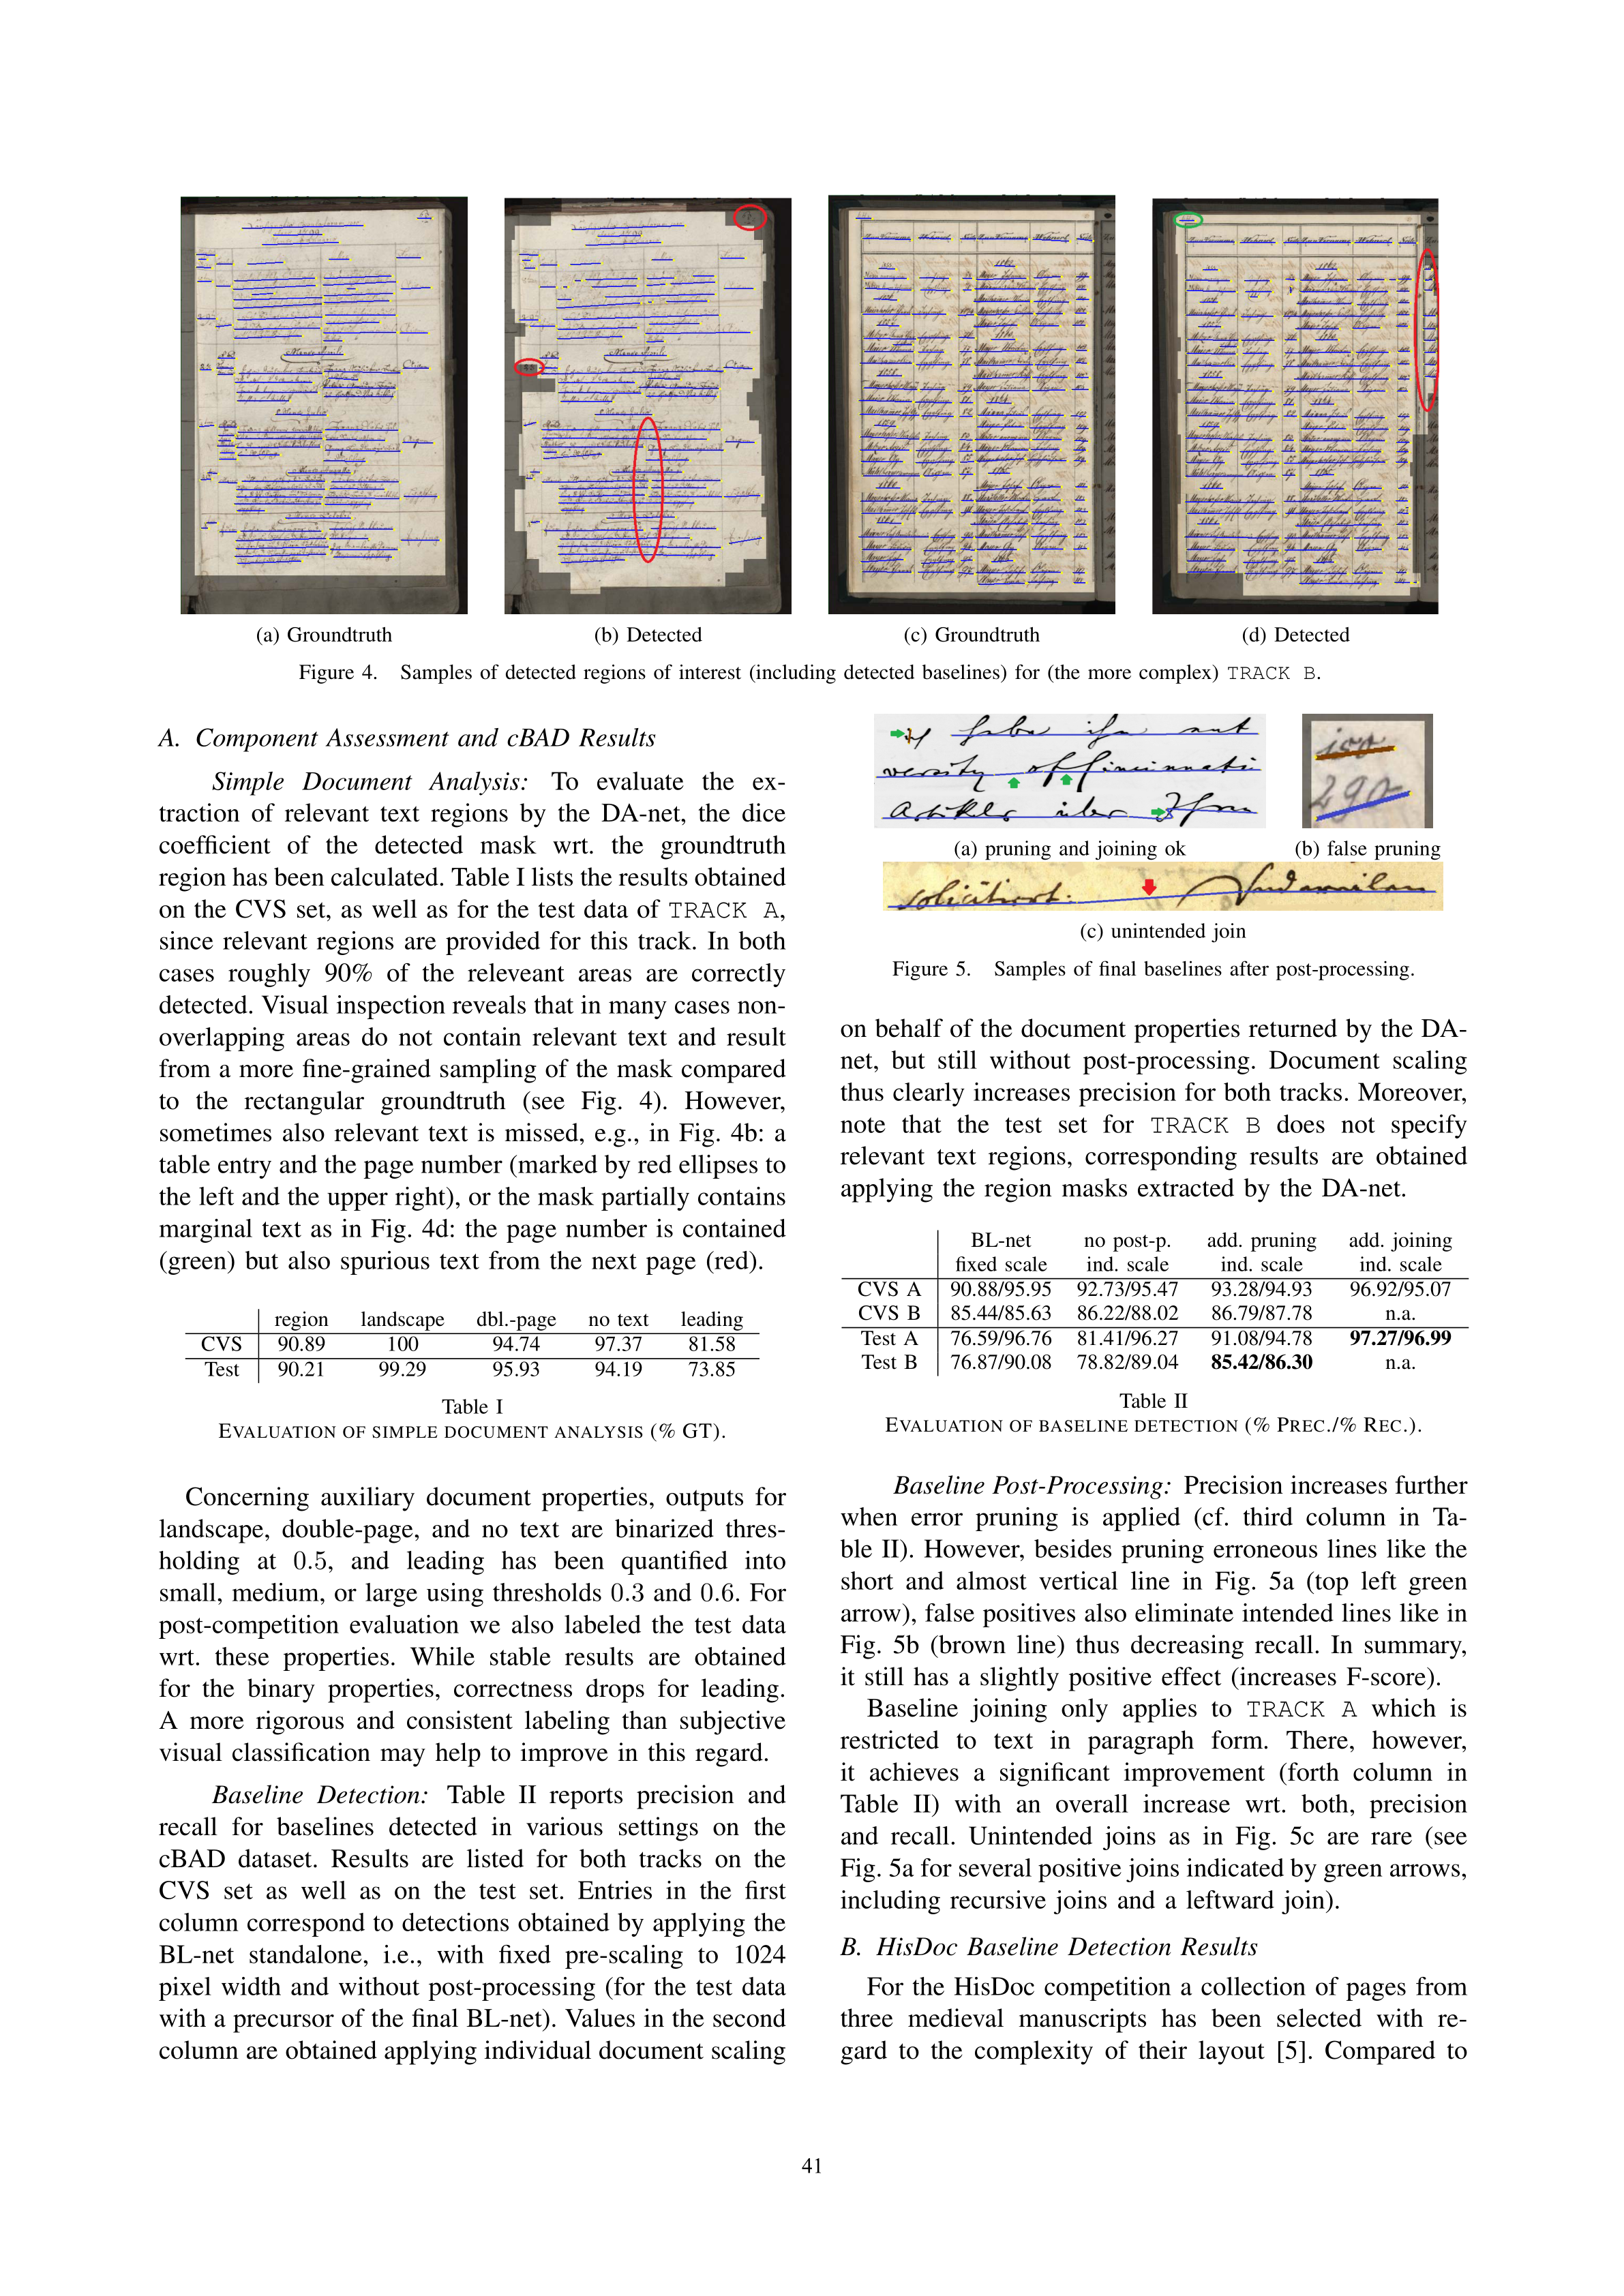 (a) Groundtruth
(b) Detected
(c) Groundtruth
(d) Detected
Figure 4. Samples of detected regions of interest (including detected baselines) for (the more complex) TRACK B.
A. Component Assessment and cBAD Results
Simple Document Analysis: To evaluate the ex-
traction of relevant text regions by the DA-net, the dice
coefficient of the detected mask wrt. the groundtruth
region has been calculated. Table I lists the results obtained
on the CVS set, as well as for the test data of TRACK A,
since relevant regions are provided for this track. In both
cases roughly 90% of the releveant areas are correctly
detected. Visual inspection reveals that in many cases non-
overlapping areas do not contain relevant text and result
from a more fine-grained sampling of the mask compared
to the rectangular groundtruth (see Fig. 4). However,
sometimes also relevant text is missed, e.g., in Fig. 4b: a
table entry and the page number (marked by red ellipses to
the left and the upper right), or the mask partially contains
marginal text as in Fig. 4d: the page number is contained
(green) but also spurious text from the next page (red).
region landscape dbl.-page no text leading
CVS 90.89 100 94.74 97.37 81.58
Test 90.21 99.29 95.93 94.19 73.85
Table I
EVALUATION OF SIMPLE DOCUMENT ANALYSIS (% GT).
Concerning auxiliary document properties, outputs for
landscape, double-page, and no text are binarized thres-
holding at 0.5, and leading has been quantified into
small, medium, or large using thresholds 0.3 and 0.6. For
post-competition evaluation we also labeled the test data
wrt. these properties. While stable results are obtained
for the binary properties, correctness drops for leading.
A more rigorous and consistent labeling than subjective
visual classification may help to improve in this regard.
Baseline Detection: Table II reports precision and
recall for baselines detected in various settings on the
cBAD dataset. Results are listed for both tracks on the
CVS set as well as on the test set. Entries in the first
column correspond to detections obtained by applying the
BL-net standalone, i.e., with fixed pre-scaling to 1024
pixel width and without post-processing (for the test data
with a precursor of the final BL-net). Values in the second
column are obtained applying individual document scaling
versity of Cincinnati
290
(a) pruning and joining ok
(b) false pruning
(c) unintended join
Figure 5. Samples of final baselines after post-processing.
on behalf of the document properties returned by the DA-
net, but still without post-processing. Document scaling
thus clearly increases precision for both tracks. Moreover,
note that the test set for TRACK B does not specify
relevant text regions, corresponding results are obtained
applying the region masks extracted by the DA-net.
BL-net no post-p. add. pruning add. joining
fixed scale ind. scale ind. scale ind. scale
CVS A 90.88/95.95 92.73/95.47 93.28/94.93 96.92/95.07
CVS B 85.44/85.63 86.22/88.02 86.79/87.78 n.a.
Test A 76.59/96.76 81.41/96.27 91.08/94.78 97.27/96.99
Test B 76.87/90.08 78.82/89.04 85.42/86.30 n.a.
Table II
EVALUATION OF BASELINE DETECTION (% PREC./% REC.).
Baseline Post-Processing: Precision increases further
when error pruning is applied (cf. third column in Ta-
ble II). However, besides pruning erroneous lines like the
short and almost vertical line in Fig. 5a (top left green
arrow), false positives also eliminate intended lines like in
Fig. 5b (brown line) thus decreasing recall. In summary,
it still has a slightly positive effect (increases F-score).
Baseline joining only applies to TRACK A which is
restricted to text in paragraph form. There, however,
it achieves a significant improvement (forth column in
Table II) with an overall increase wrt. both, precision
and recall. Unintended joins as in Fig. 5c are rare (see
Fig. 5a for several positive joins indicated by green arrows,
including recursive joins and a leftward join).
B. HisDoc Baseline Detection Results
For the HisDoc competition a collection of pages from
three medieval manuscripts has been selected with re-
gard to the complexity of their layout [5]. Compared to
41